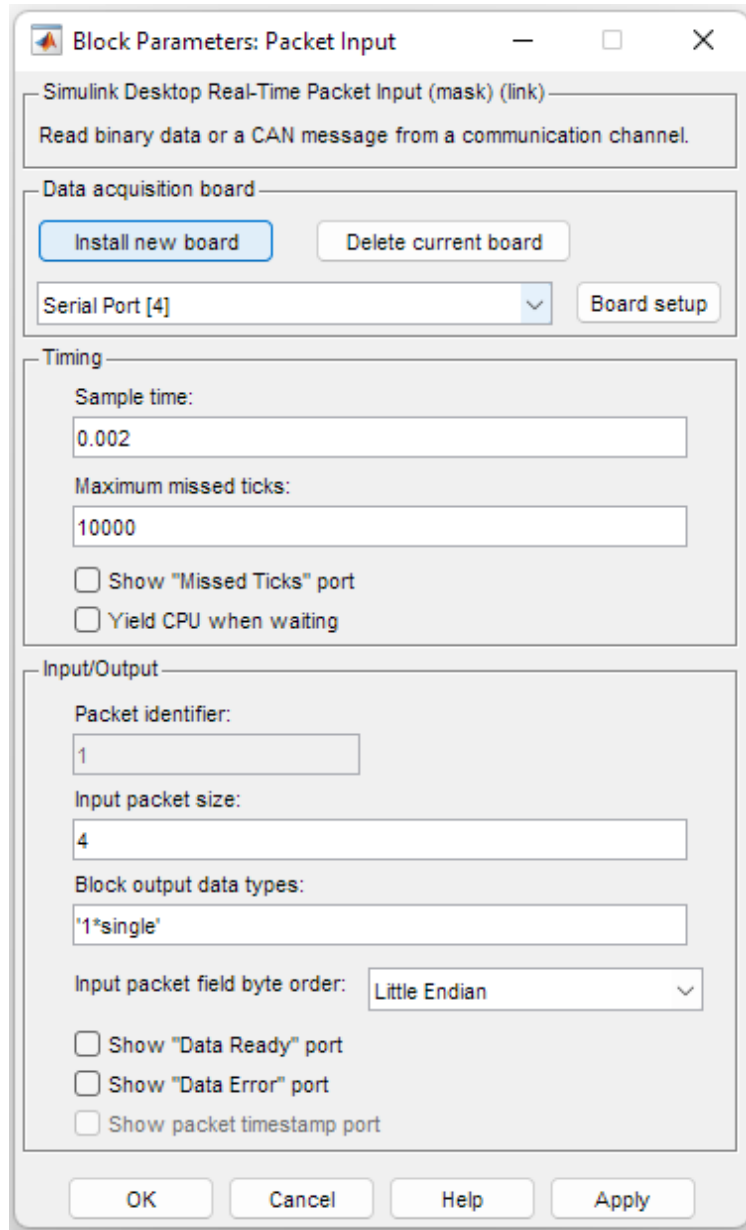 Block Parameters: Packet Input
Simulink Desktop Real-Time Packet Input (mask) (link)
Read binary data or a CAN message from a communication channel.
Data acquisition board
Install new board Delete current board
Serial Port [4] Board setup
Timing
Sample time:
0.002
Maximum missed ticks:
10000
Show "Missed Ticks" port
Yield CPU when waiting
Input/Output
Packet identifier:
1
Input packet size:
4
Block output data types:
'1*single'
Input packet field byte order: Little Endian
Show "Data Ready" port
Show "Data Error" port
Show packet timestamp port
OK Cancel Help Apply